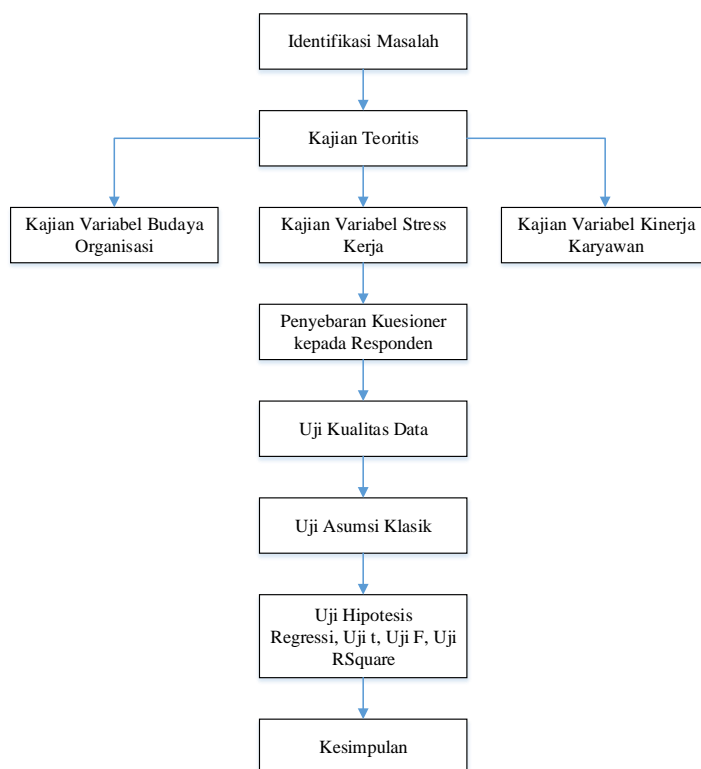 Identifikasi Masalah
Kajian Teoritis
Kajian Variabel Budaya
Organisasi
Kajian Variabel Stress
Kerja
Kajian Variabel Kinerja
Karyawan
Penyebaran Kuesioner
kepada Responden
Uji Kualitas Data
Uji Asumsi Klasik
Uji Hipotesis
Regressi, Uji t, Uji F, Uji
RSquare
Kesimpulan